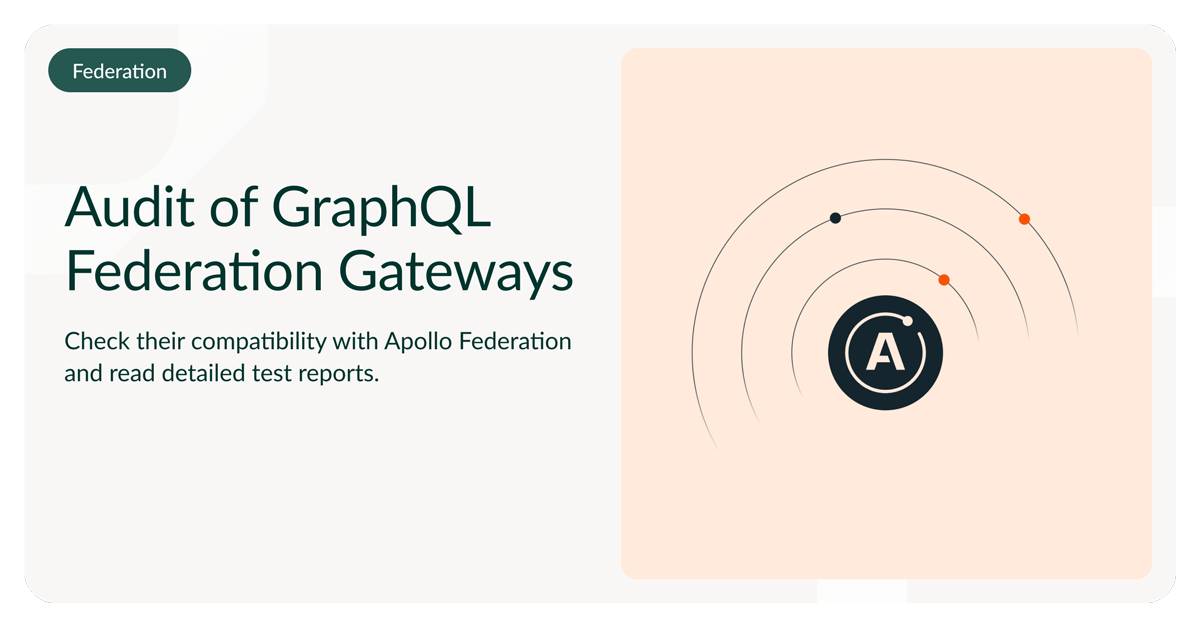 Federation
Audit of GraphQL
Federation Gateways
Check their compatibility with Apollo Federation
and read detailed test reports.
A